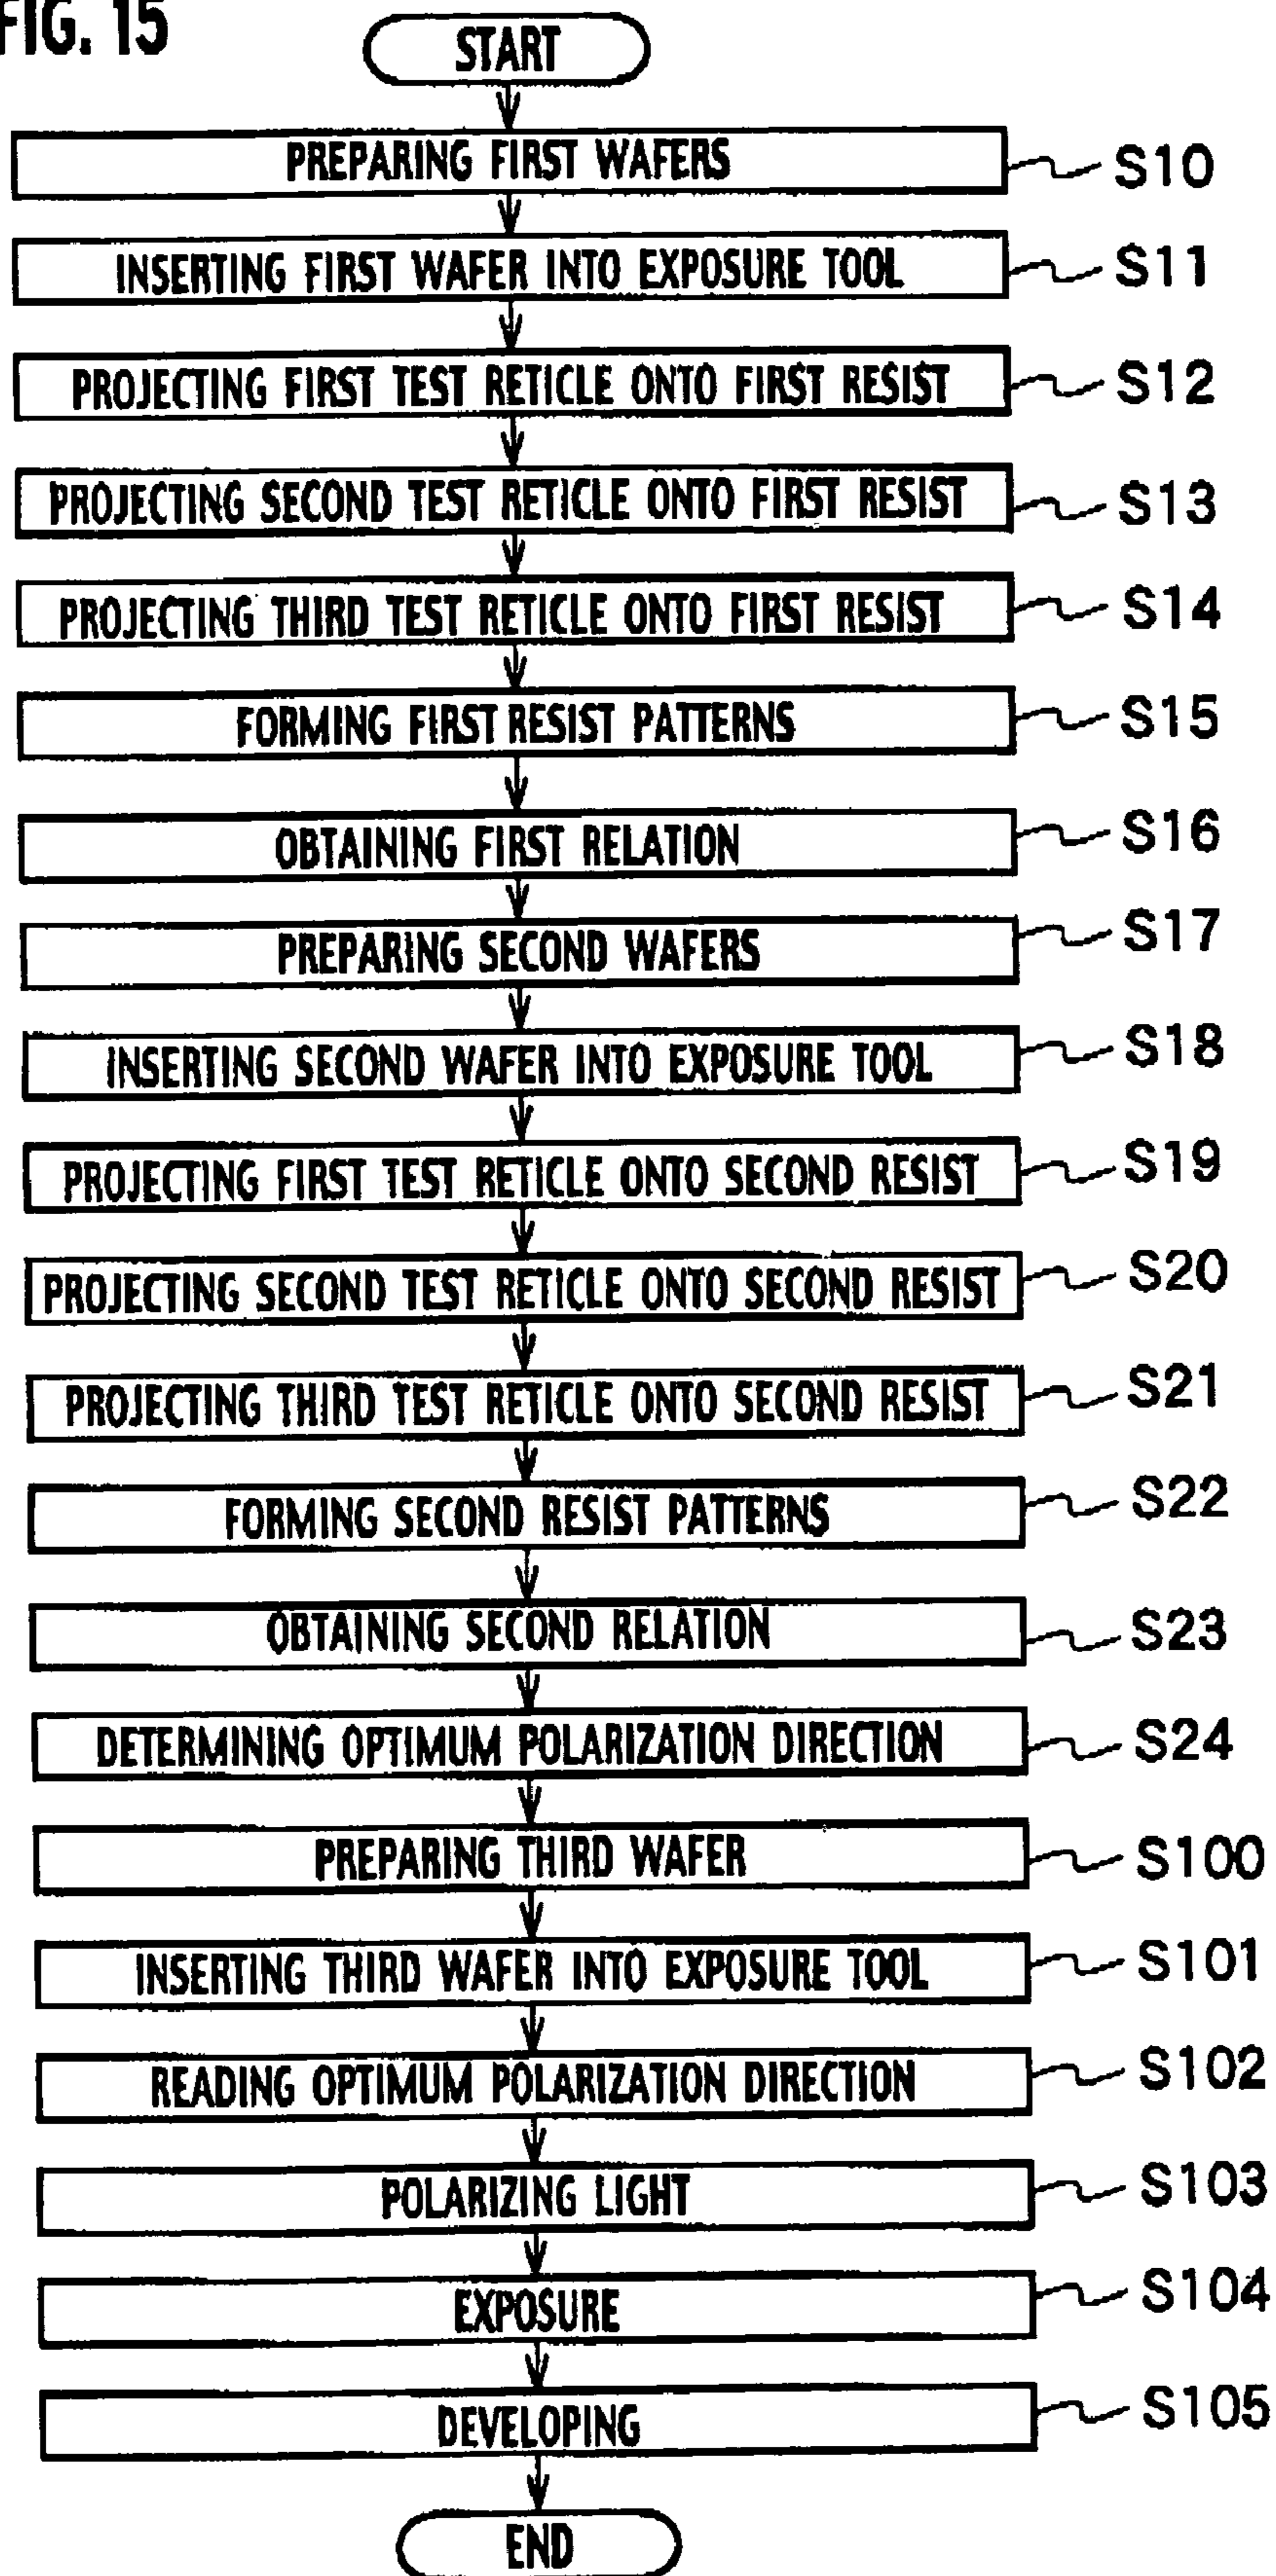 FIG. 15
START
PREPARING FIRST WAFERS S10
INSERTING FIRST WAFER INTO EXPOSURE TOOL S11
PROJECTING FIRST TEST RETICLE ONTO FIRST RESIST S12
PROJECTING SECOND TEST RETICLE ONTO FIRST RESIST S13
PROJECTING THIRD TEST RETICLE ONTO FIRST RESIST S14
FORMING FIRST RESIST PATTERNS S15
OBTAINING FIRST RELATION S16
PREPARING SECOND WAFERS S17
INSERTING SECOND WAFER INTO EXPOSURE TOOL S18
PROJECTING FIRST TEST RETICLE ONTO SECOND RESIST S19
PROJECTING SECOND TEST RETICLE ONTO SECOND RESIST S20
PROJECTING THIRD TEST RETICLE ONTO SECOND RESIST S21
FORMING SECOND RESIST PATTERNS S22
OBTAINING SECOND RELATION S23
DETERMINING OPTIMUM POLARIZATION DIRECTION S24
PREPARING THIRD WAFER S100
INSERTING THIRD WAFER INTO EXPOSURE TOOL S101
READING OPTIMUM POLARIZATION DIRECTION S102
POLARIZING LIGHT S103
EXPOSURE S104
DEVELOPING S105
END